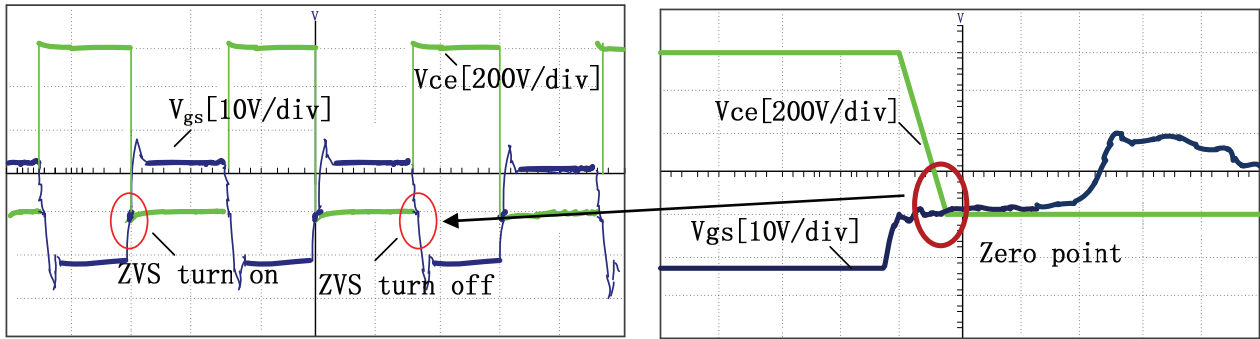 V
Vce[200V/div]
Vgs[10V/div]
ZVS turn on
ZVS turn off
V
Vce[200V/div]
Vgs[10V/div]
Zero point